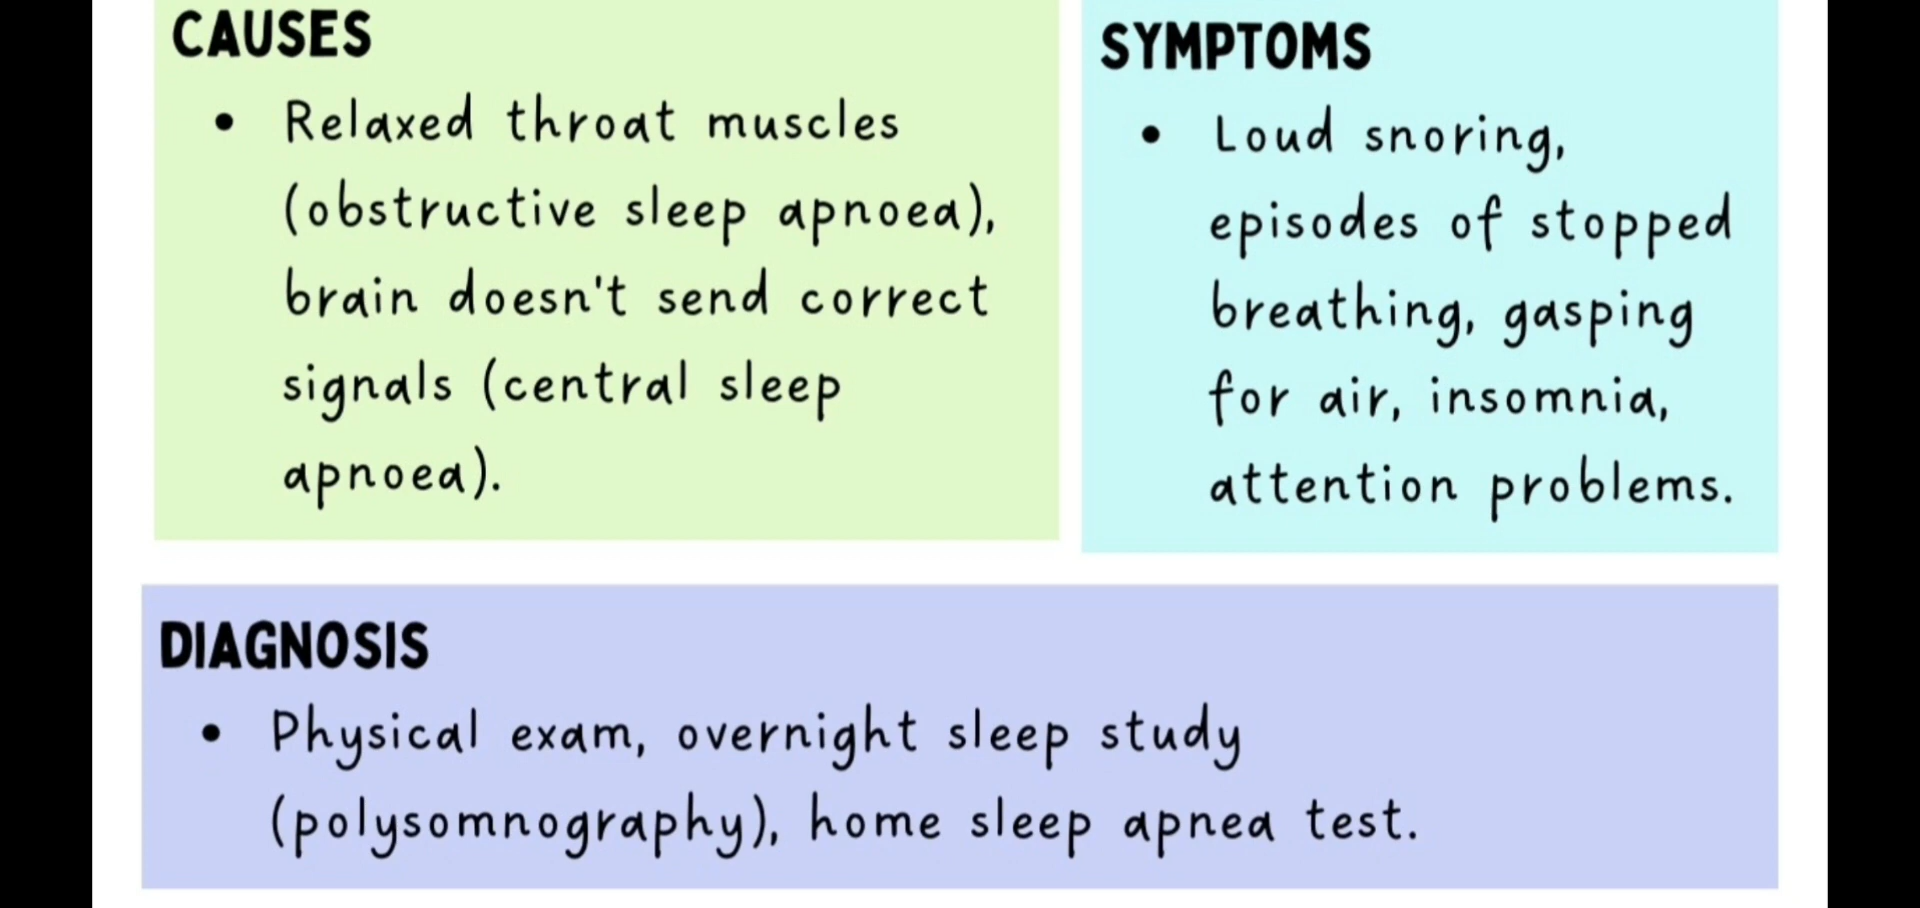 CAUSES
• Relaxed throat muscles
(obstructive sleep apnoea),
brain doesn't send correct
signals (central sleep
apnoea).
SYMPTOMS
• Loud snoring,
episodes of stopped
breathing, gasping
for air, insomnia,
attention problems.
DIAGNOSIS
• Physical exam, overnight sleep study
(polysomnography), home sleep apnea test.